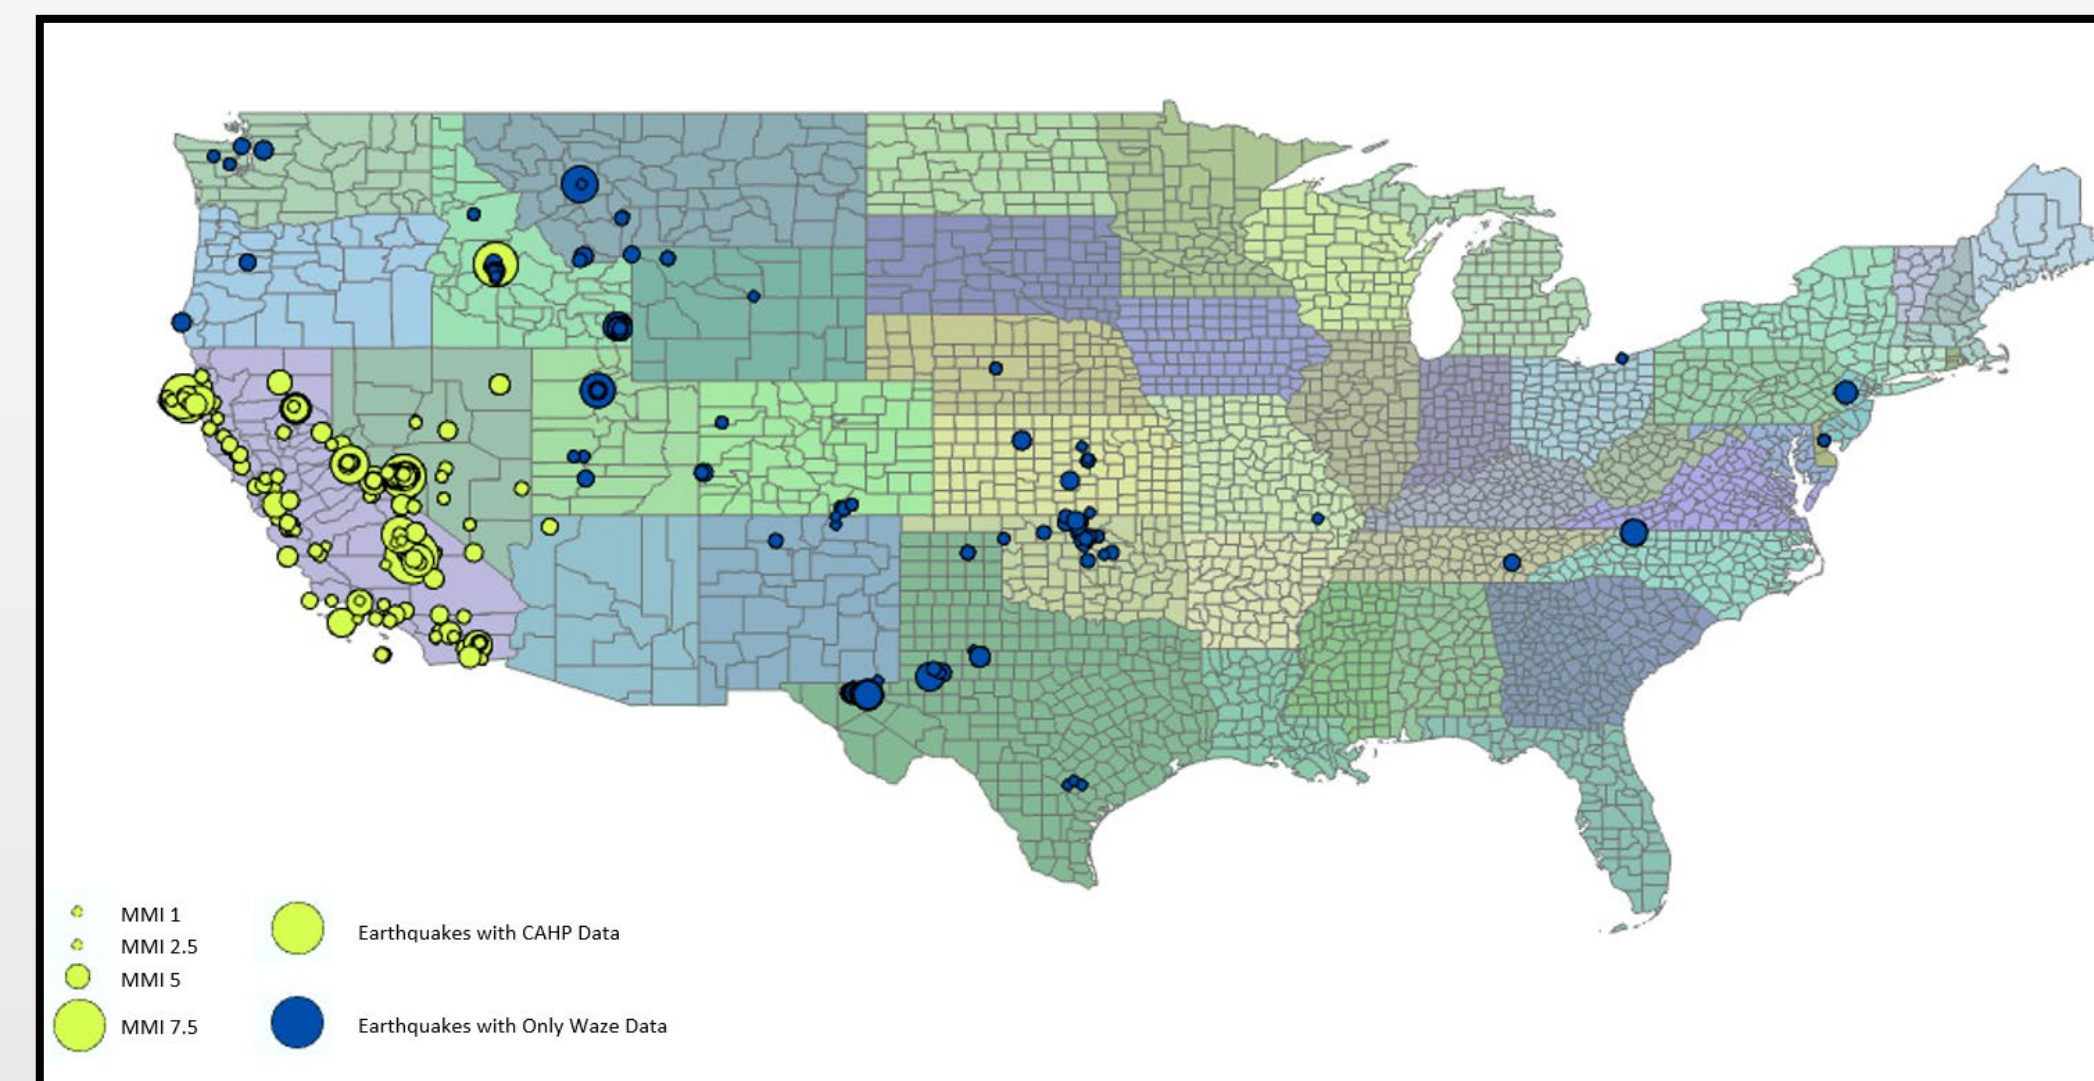 MMI 1
MMI 2.5
MMI 5
MMI 7.5
Earthquakes with CAHP Data
Earthquakes with Only Waze Data